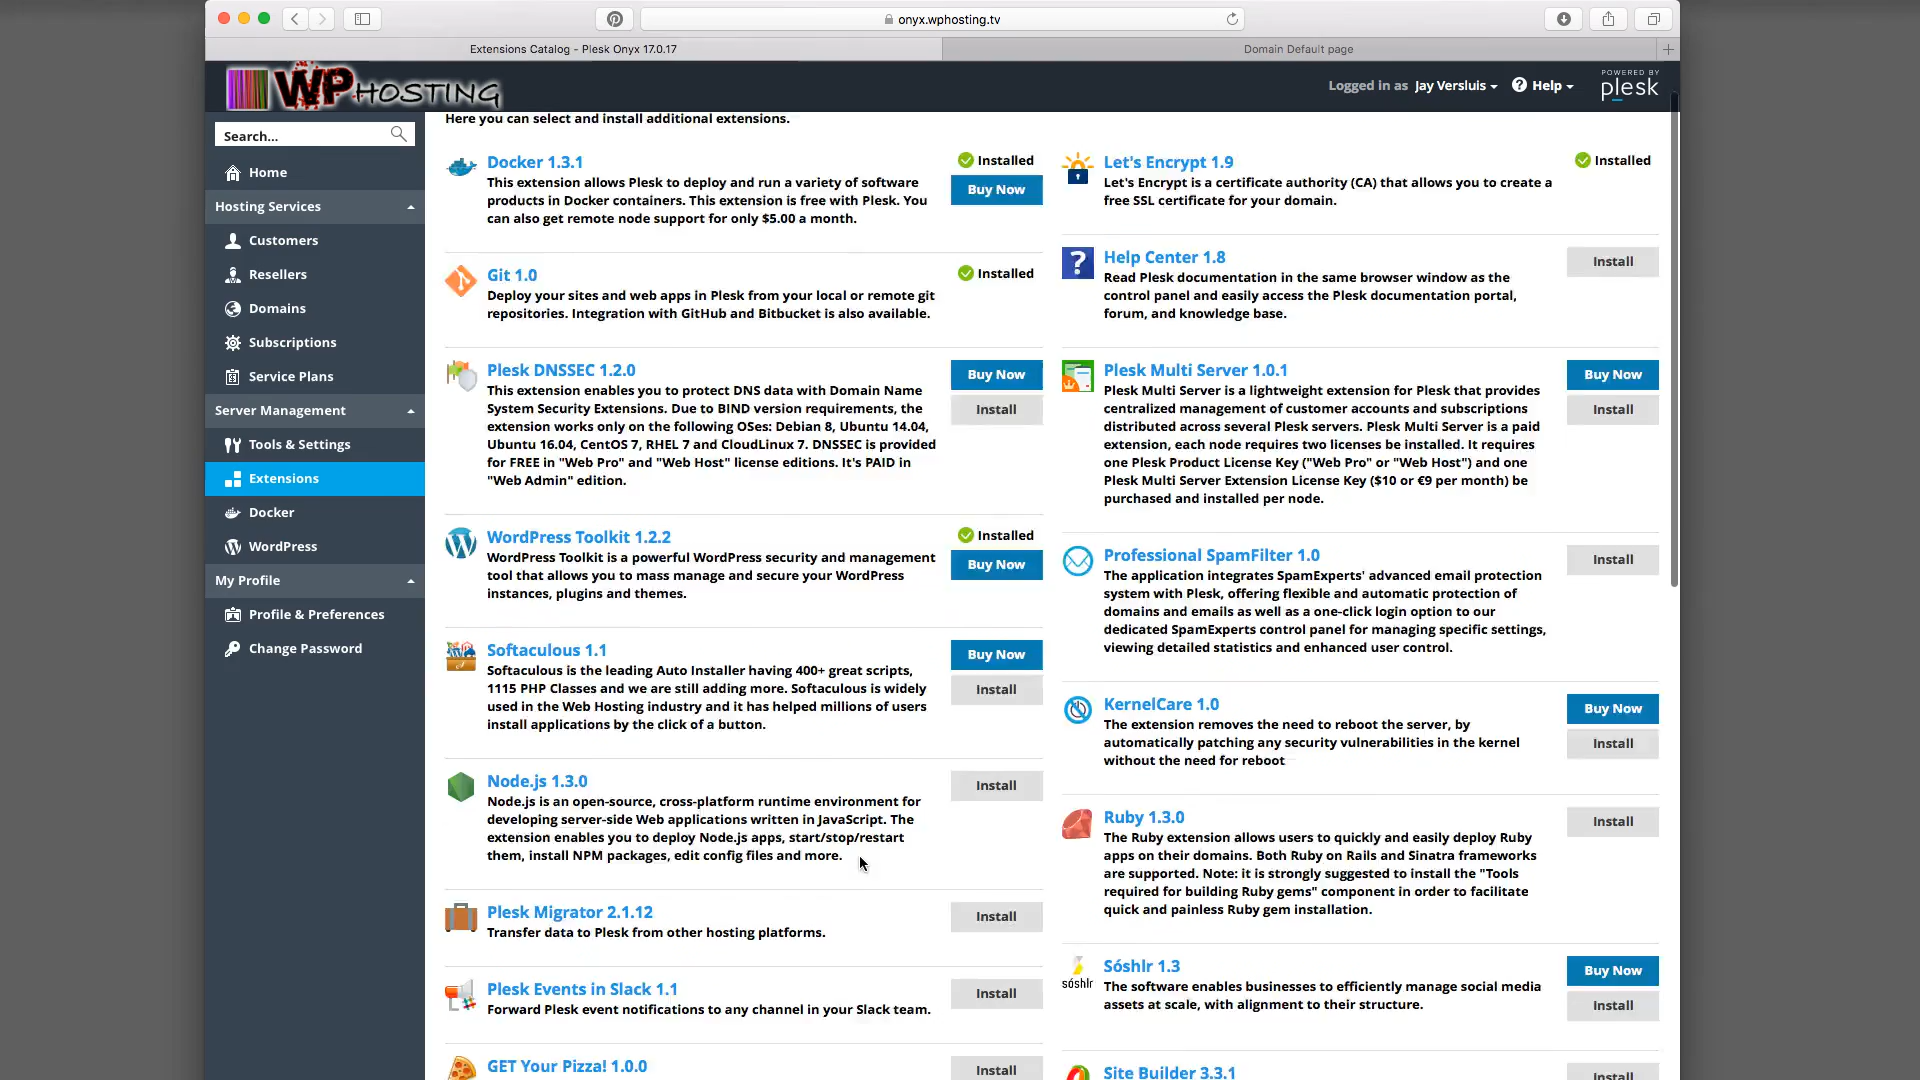 onyx.wphosting.tv
Extensions Catalog - Plesk Onyx 17.0.17
Domain Default page
WPHOSTING
Logged in as Jay Versluis
Help
POWERED BY
plesk
Search...
Home
Hosting Services
Customers
Resellers
Domains
Subscriptions
Service Plans
Server Management
Tools & Settings
Extensions
Docker
WordPress
My Profile
Profile & Preferences
Change Password
Here you can select and install additional extensions.
Docker 1.3.1
Installed
This extension allows Plesk to deploy and run a variety of software
products in Docker containers. This extension is free with Plesk. You
can also get remote node support for only $5.00 a month.
Buy Now
Git 1.0
Installed
Deploy your sites and web apps in Plesk from your local or remote git
repositories. Integration with GitHub and Bitbucket is also available.
Plesk DNSSEC 1.2.0
Buy Now
Install
This extension enables you to protect DNS data with Domain Name
System Security Extensions. Due to BIND version requirements, the
extension works only on the following OSes: Debian 8, Ubuntu 14.04,
Ubuntu 16.04, CentOS 7, RHEL 7 and CloudLinux 7. DNSSEC is provided
for FREE in "Web Pro" and "Web Host" license editions. It's PAID in
"Web Admin" edition.
WordPress Toolkit 1.2.2
Installed
Buy Now
WordPress Toolkit is a powerful WordPress security and management
tool that allows you to mass manage and secure your WordPress
instances, plugins and themes.
Softaculous 1.1
Buy Now
Install
Softaculous is the leading Auto Installer having 400+ great scripts,
1115 PHP Classes and we are still adding more. Softaculous is widely
used in the Web Hosting industry and it has helped millions of users
install applications by the click of a button.
Node.js 1.3.0
Install
Node.js is an open-source, cross-platform runtime environment for
developing server-side Web applications written in JavaScript. The
extension enables you to deploy Node.js apps, start/stop/restart
them, install NPM packages, edit config files and more.
Plesk Migrator 2.1.12
Install
Transfer data to Plesk from other hosting platforms.
Plesk Events in Slack 1.1
Install
Forward Plesk event notifications to any channel in your Slack team.
GET Your Pizza! 1.0.0
Install
Let's Encrypt 1.9
Installed
Let's Encrypt is a certificate authority (CA) that allows you to create a
free SSL certificate for your domain.
Help Center 1.8
Install
Read Plesk documentation in the same browser window as the
control panel and easily access the Plesk documentation portal,
forum, and knowledge base.
Plesk Multi Server 1.0.1
Buy Now
Install
Plesk Multi Server is a lightweight extension for Plesk that provides
centralized management of customer accounts and subscriptions
distributed across several Plesk servers. Plesk Multi Server is a paid
extension, each node requires two licenses be installed. It requires
one Plesk Product License Key ("Web Pro" or "Web Host") and one
Plesk Multi Server Extension License Key ($10 or €9 per month) be
purchased and installed per node.
Professional SpamFilter 1.0
Install
The application integrates SpamExperts' advanced email protection
system with Plesk, offering flexible and automatic protection of
domains and emails as well as a one-click login option to our
dedicated SpamExperts control panel for managing specific settings,
viewing detailed statistics and enhanced user control.
KernelCare 1.0
Buy Now
Install
The extension removes the need to reboot the server, by
automatically patching any security vulnerabilities in the kernel
without the need for reboot
Ruby 1.3.0
Install
The Ruby extension allows users to quickly and easily deploy Ruby
apps on their domains. Both Ruby on Rails and Sinatra frameworks
are supported. Note: it is strongly suggested to install the "Tools
required for building Ruby gems" component in order to facilitate
quick and painless Ruby gem installation.
sóshlr
Sóshlr 1.3
Buy Now
Install
The software enables businesses to efficiently manage social media
assets at scale, with alignment to their structure.
Site Builder 3.3.1
Install